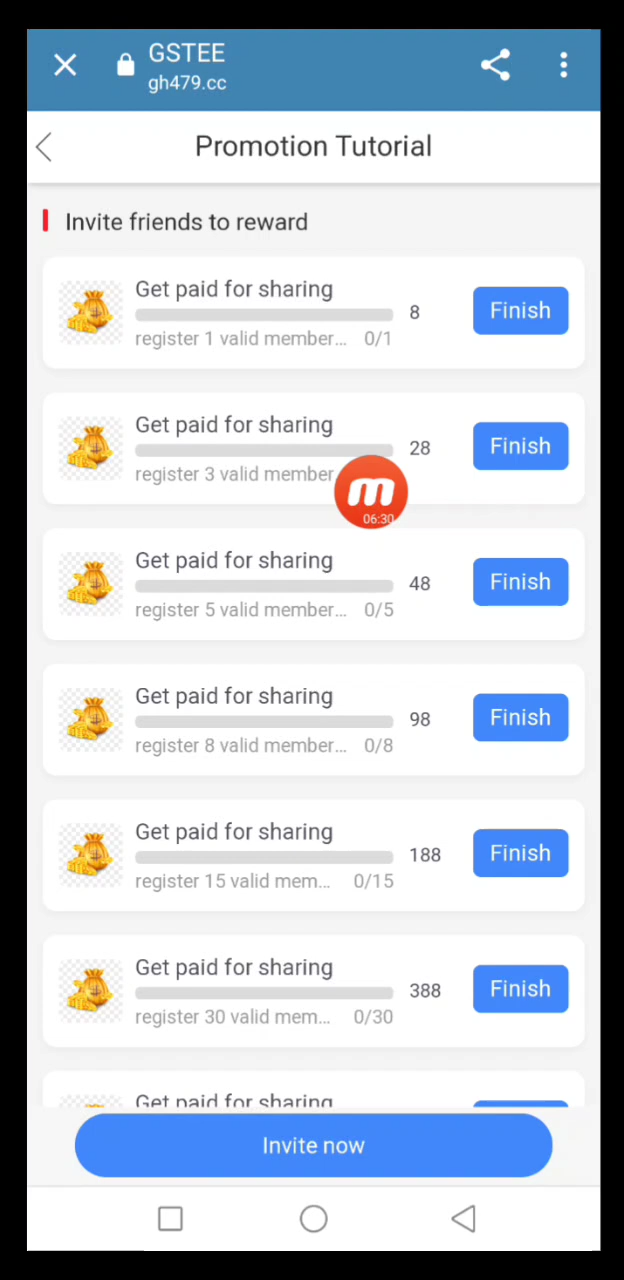 GSTEE
gh479.cc
Promotion Tutorial
Invite friends to reward
Get paid for sharing
8
Finish
register 1 valid member... 0/1
Get paid for sharing
28
Finish
register 3 valid member
m
06:30
Get paid for sharing
48
Finish
register 5 valid member... 0/5
Get paid for sharing
98
Finish
register 8 valid member... 0/8
Get paid for sharing
188
Finish
register 15 valid mem... 0/15
Get paid for sharing
388
Finish
register 30 valid mem... 0/30
Get paid for sharing
Invite now